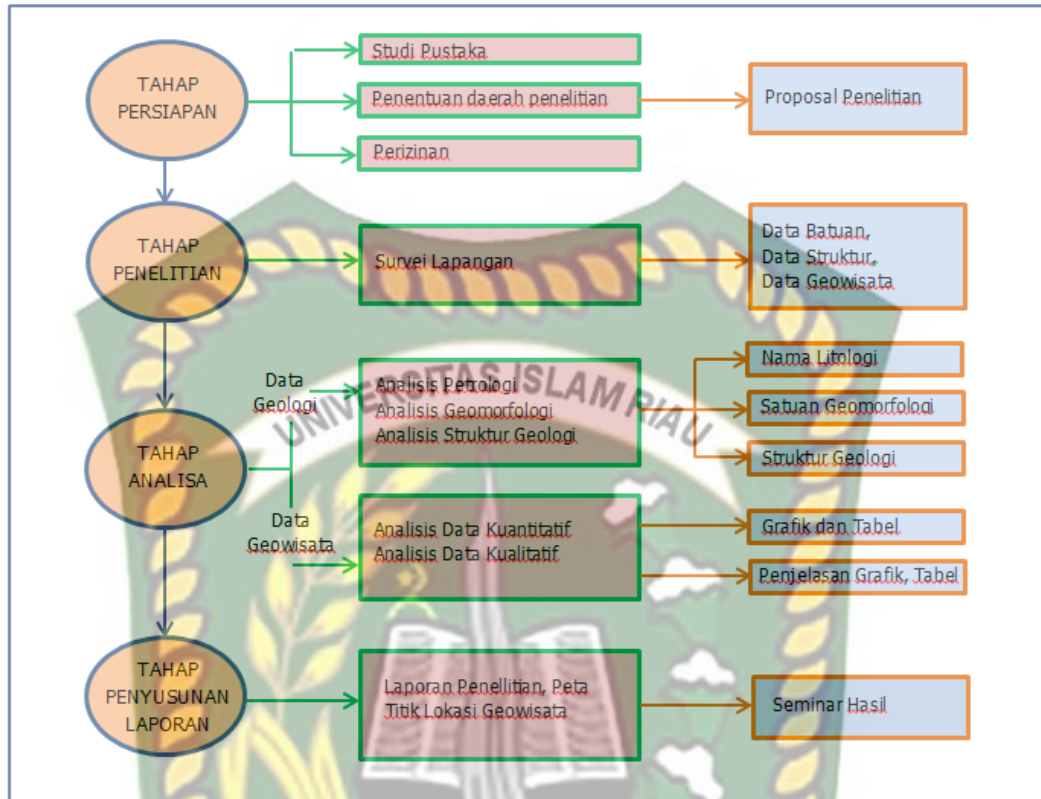 TAHAP
PERSIAPAN
Studi Pustaka
Penentuan daerah penelitian
Perizinan
Proposal Penelitian
TAHAP
PENELITIAN
Survei Lapangan
Data Batuan,
Data Struktur,
Data Geowisata
TAHAP
ANALISA
Data
Geologi
Analisis Petrologi
Analisis Geomorfologi
Analisis Struktur Geologi
Nama Litologi
Satuan Geomorfologi
Struktur Geologi
Data
Geowisata
Analisis Data Kuantitatif
Analisis Data Kualitatif
Grafik dan Tabel
Penjelasan Grafik, Tabel
TAHAP
PENYUSUNAN
LAPORAN
Laporan Penellitian, Peta
Titik Lokasi Geowisata
Seminar Hasil
UNIVERSITAS ISLAM RIAU